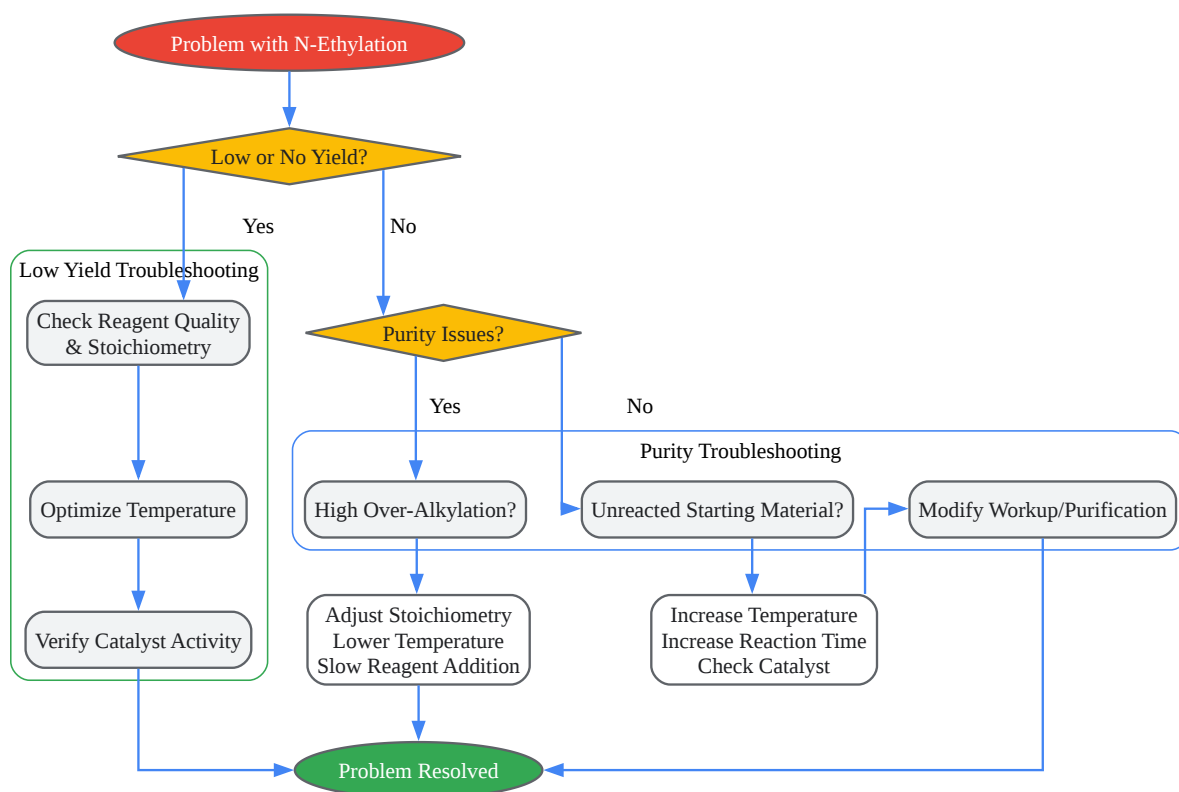 Problem with N-Ethylation
Low or No Yield?
Yes
No
Low Yield Troubleshooting
Check Reagent Quality
& Stoichiometry
Purity Issues?
Yes
No
Purity Troubleshooting
Optimize Temperature
High Over-Alkylation?
Unreacted Starting Material?
Modify Workup/Purification
Verify Catalyst Activity
Adjust Stoichiometry
Lower Temperature
Slow Reagent Addition
Increase Temperature
Increase Reaction Time
Check Catalyst
Problem Resolved